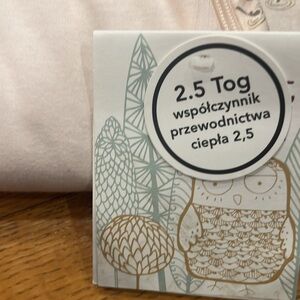 2.5 Tog
współczynnik
przewodnictwa
ciepła 2,5